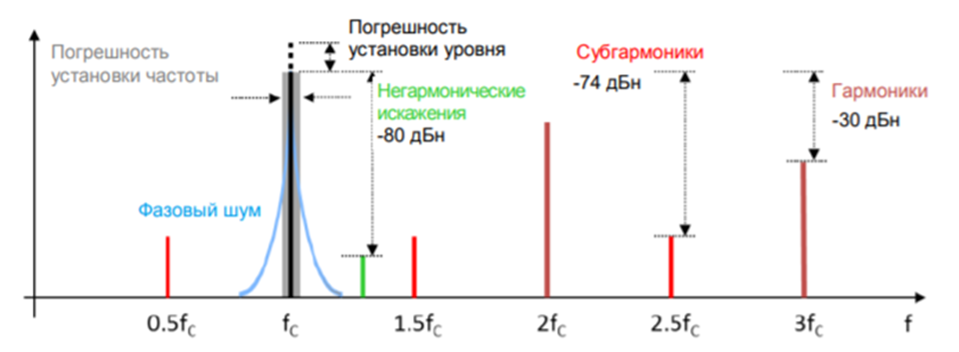 Погрешность
установки частоты
Погрешность
установки уровня
Негармонические
искажения
-80 дБн
Субгармоники
-74 дБн
Гармоники
-30 дБн
Фазовый шум
0.5fC
fC
1.5fC
2fC
2.5fC
3fC
f